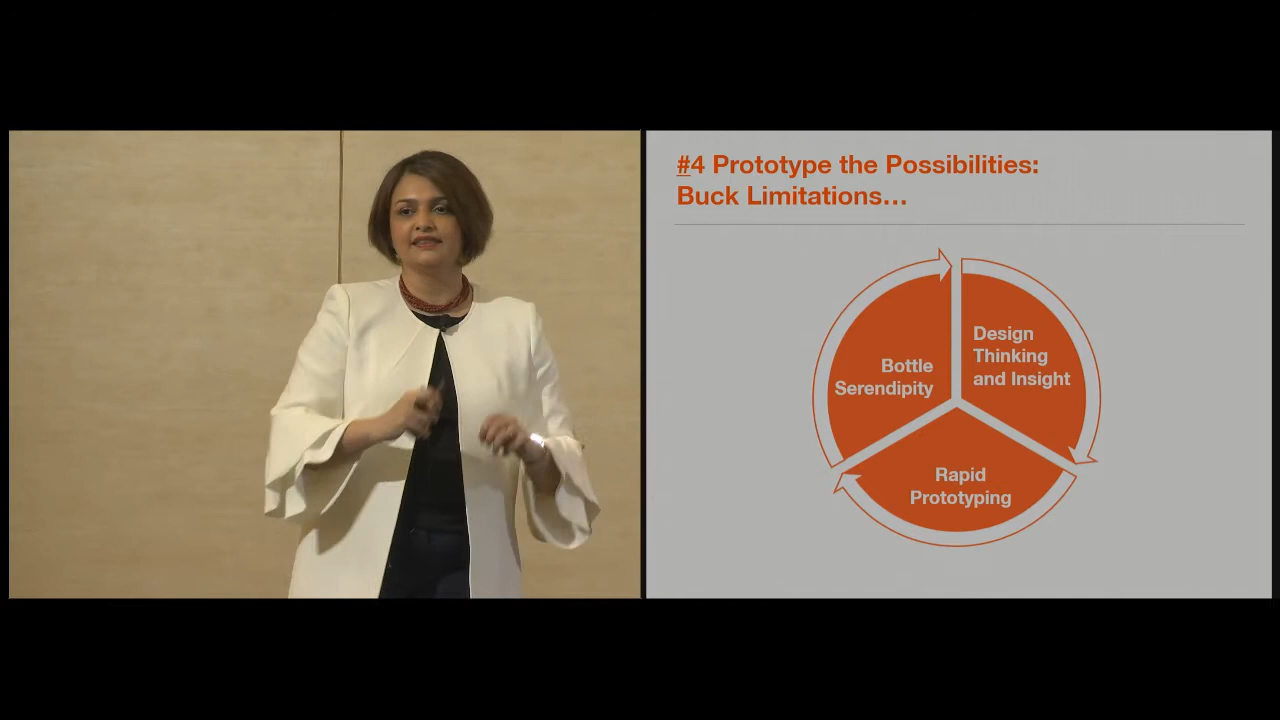 #4 Prototype the Possibilities:
Buck Limitations…
Design
Thinking
and Insight
Bottle
Serendipity
Rapid
Prototyping